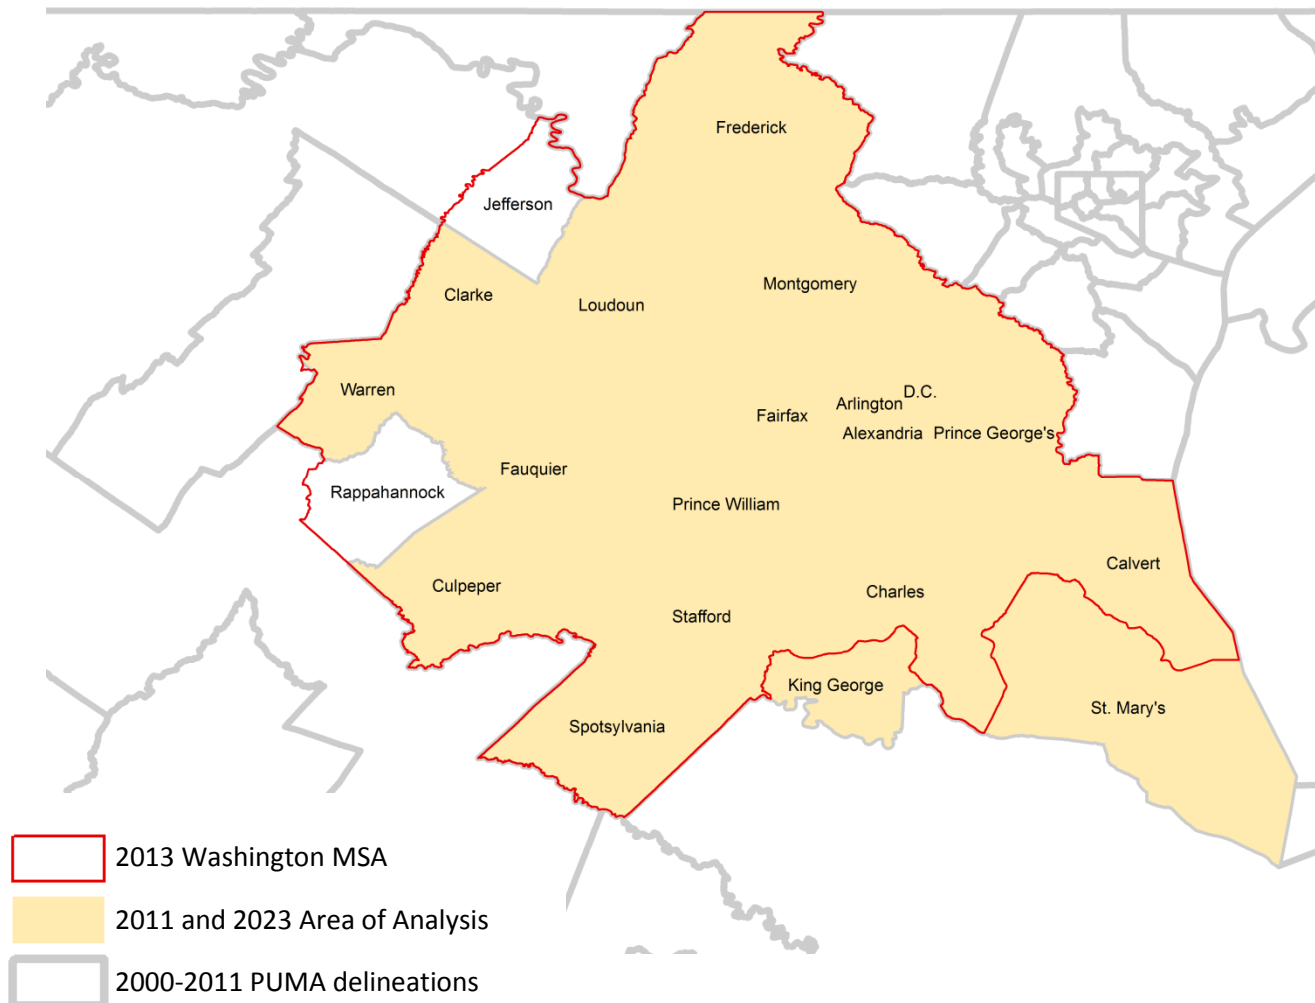 Frederick
Jefferson
Montgomery
Clarke
Loudoun
Warren
D.C.
Arlington
Fairfax
Alexandria
Prince George's
Fauquier
Rappahannock
Prince William
Calvert
Culpeper
Charles
Stafford
King George
St. Mary's
Spotsylvania
2013 Washington MSA
2011 and 2023 Area of Analysis
2000-2011 PUMA delineations